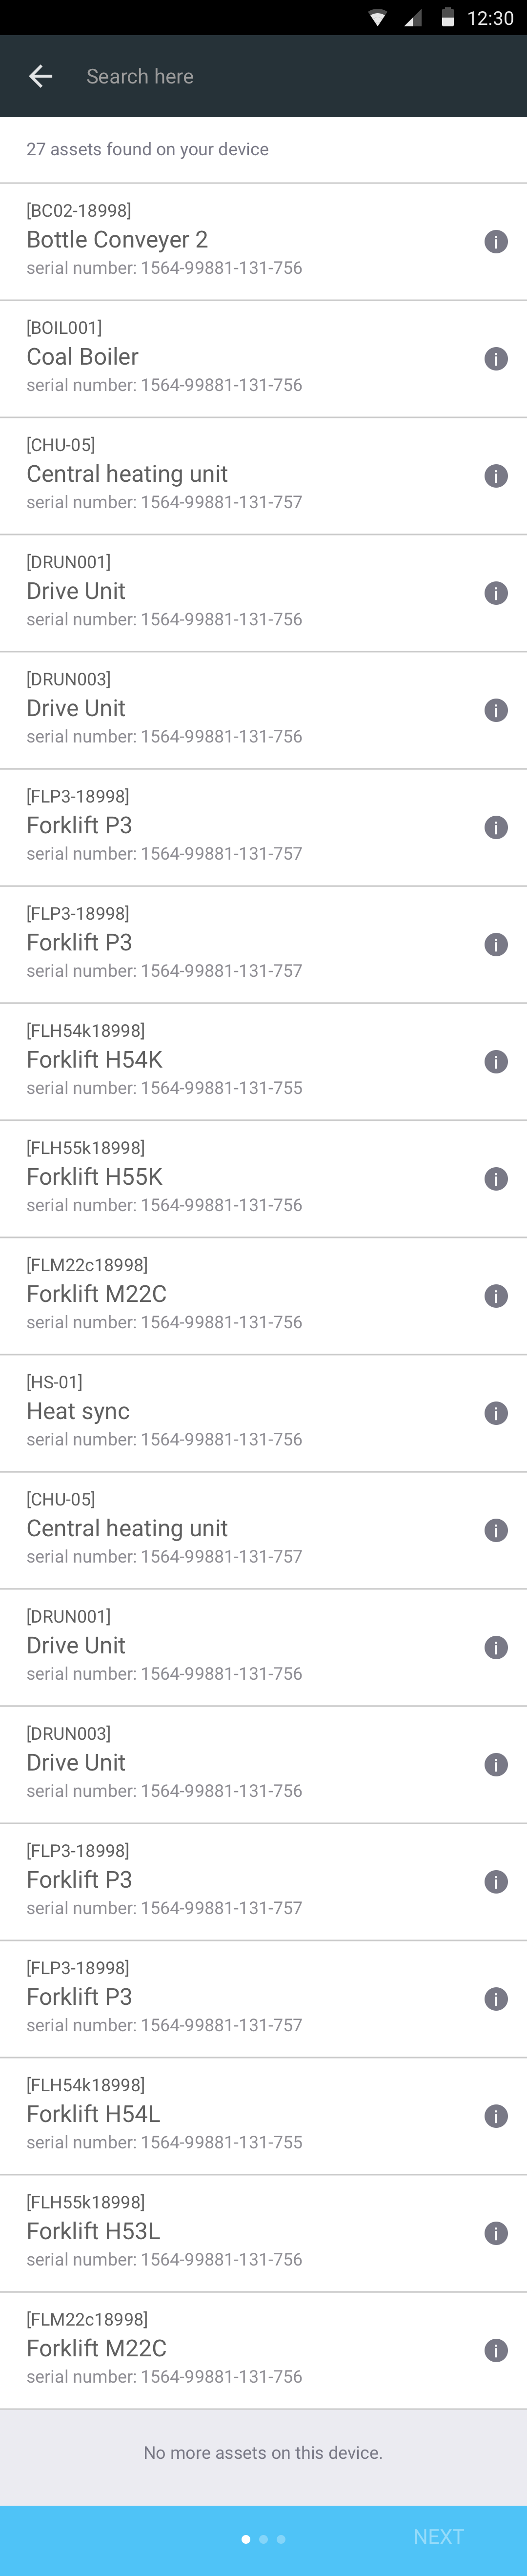 12:30
Search here
27 assets found on your device
[BC02-18998]
Bottle Conveyer 2
serial number: 1564-99881-131-756
[BOIL001]
Coal Boiler
serial number: 1564-99881-131-756
[CHU-05]
Central heating unit
serial number: 1564-99881-131-757
[DRUN001]
Drive Unit
serial number: 1564-99881-131-756
[DRUN003]
Drive Unit
serial number: 1564-99881-131-756
[FLP3-18998]
Forklift P3
serial number: 1564-99881-131-757
[FLP3-18998]
Forklift P3
serial number: 1564-99881-131-757
[FLH54k18998]
Forklift H54K
serial number: 1564-99881-131-755
[FLH55k18998]
Forklift H55K
serial number: 1564-99881-131-756
[FLM22c18998]
Forklift M22C
serial number: 1564-99881-131-756
[HS-01]
Heat sync
serial number: 1564-99881-131-756
[CHU-05]
Central heating unit
serial number: 1564-99881-131-757
[DRUN001]
Drive Unit
serial number: 1564-99881-131-756
[DRUN003]
Drive Unit
serial number: 1564-99881-131-756
[FLP3-18998]
Forklift P3
serial number: 1564-99881-131-757
[FLP3-18998]
Forklift P3
serial number: 1564-99881-131-757
[FLH54k18998]
Forklift H54L
serial number: 1564-99881-131-755
[FLH55k18998]
Forklift H53L
serial number: 1564-99881-131-756
[FLM22c18998]
Forklift M22C
serial number: 1564-99881-131-756
No more assets on this device.
NEXT